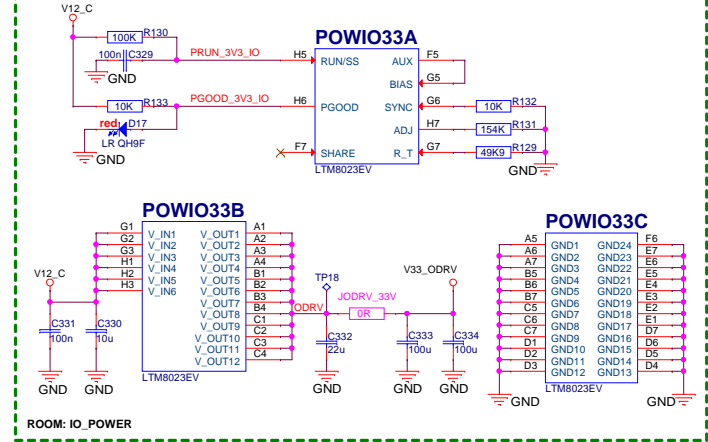 V12_C
R130
100K
POWIO33A
100n C329
PRUN_3V3_IO
H5
RUN/SS
AUX
F5
GND
BIAS
G5
10K
R133
PGOOD_3V3_IO
H6
PGOOD
SYNC
G6
10K
R132
red
D17
ADJ
H7
154K
R131
LR QH9F
GND
F7
SHARE
R_T
G7
49K9
R129
LTM8023EV
GND
POWIO33B
POWIO33C
G1
V_IN1
V_OUT1
A1
G2
V_IN2
V_OUT2
A2
G3
V_IN3
V_OUT3
A3
H1
V_IN4
V_OUT4
A4
H2
V_IN5
V_OUT5
B1
H3
V_IN6
V_OUT6
B2
V_OUT7
B3
V_OUT8
B4
V_OUT9
C1
V_OUT10
C2
V_OUT11
C3
V_OUT12
C4
LTM8023EV
V12_C
C331
100n
C330
10u
GND
GND
TP18
ODRV
JODRV_33V
0R
V33_ODRV
C332
22u
C333
100u
C334
100u
GND
GND
GND
A5
GND1
GND24
F6
A6
GND2
GND23
E7
A7
GND3
GND22
E6
B5
GND4
GND21
E5
B6
GND5
GND20
E4
B7
GND6
GND19
E3
C5
GND7
GND18
E2
C6
GND8
GND17
E1
C7
GND9
GND16
D7
D1
GND10
GND15
D6
D2
GND11
GND14
D5
D3
GND12
GND13
D4
LTM8023EV
GND
GND
ROOM: IO_POWER